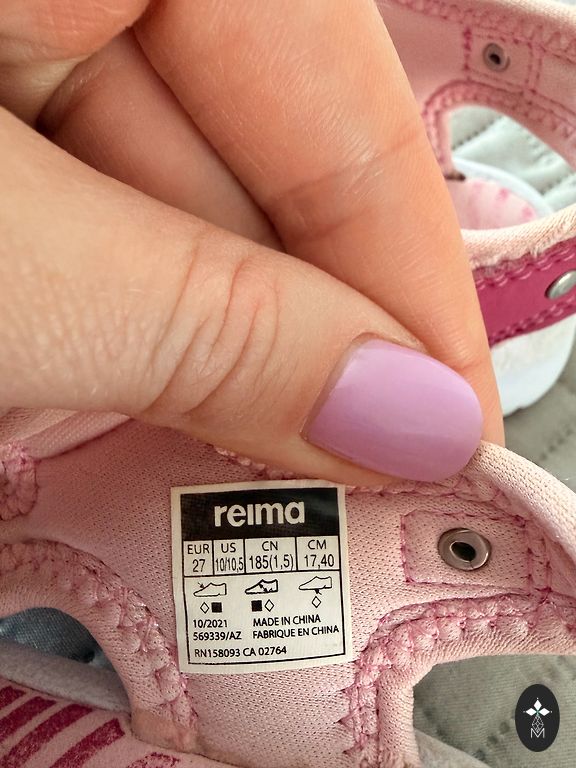 reima
EUR US CN CM
27 10/10,5 185(1,5) 17,40
10/2021 MADE IN CHINA
569339/AZ FABRIQUE EN CHINA
RN158093 CA 02764
M